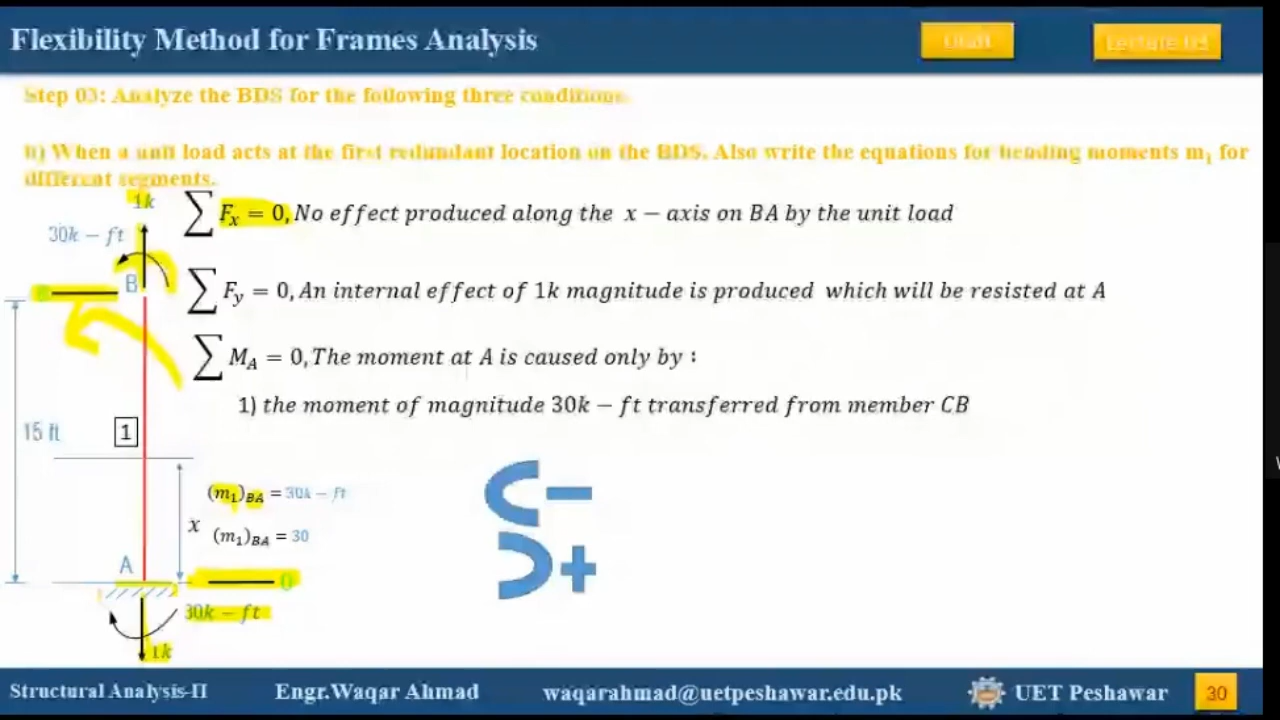 Flexibility Method for Frames Analysis
Step 03: Analyze the BDS for the following three conditions.
b) When a unit load acts at the first redundant location on the BDS. Also write the equations for bending moments m₁ for
different segments.
1k
∑ Fx = 0, No effect produced along the x − axis on BA by the unit load
30k − ft
B
∑ Fy = 0, An internal effect of 1k magnitude is produced which will be resisted at A
∑ MA = 0, The moment at A is caused only by :
1) the moment of magnitude 30k − ft transferred from member CB
15 ft
1
(m₁)BA = 30k − ft
x
(m₁)BA = 30
A
0
30k − ft
1k
Structural Analysis-II
Engr.Waqar Ahmad
waqarahmad@uetpeshawar.edu.pk
UET Peshawar
30